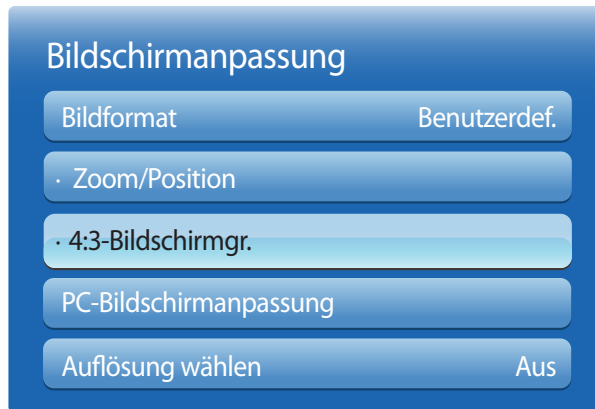 Bildschirmanpassung
Bildformat Benutzerdef.
· Zoom/Position
· 4:3-Bildschirmgr.
PC-Bildschirmanpassung
Auflösung wählen Aus